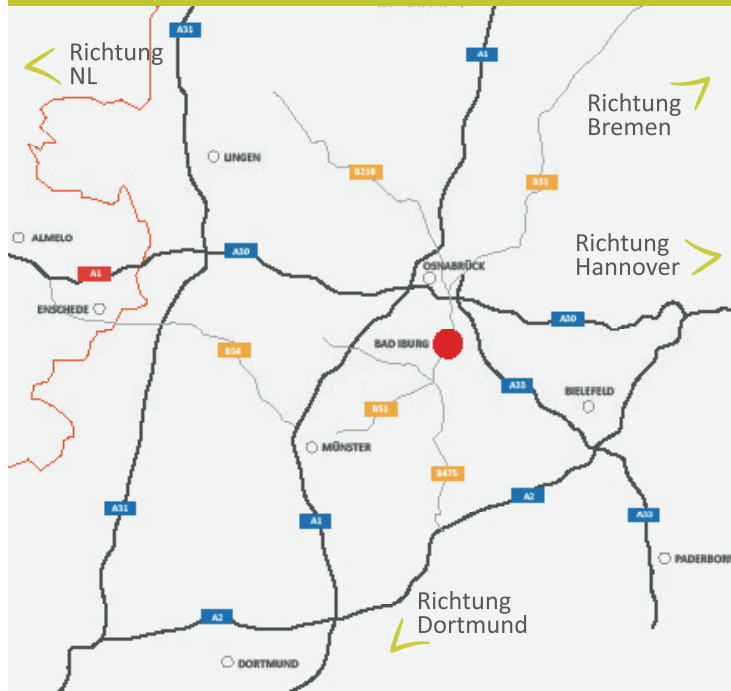 A31
A1
Richtung
NL
Richtung
Bremen
LINGEN
B218
B51
ALMELO
A30
Richtung
Hannover
A1
OSNABRÜCK
ENSCHEDE
A30
BAD IBURG
A33
BIELEFELD
B51
MÜNSTER
B475
A2
A31
A1
A33
PADERBORN
Richtung
Dortmund
A2
DORTMUND